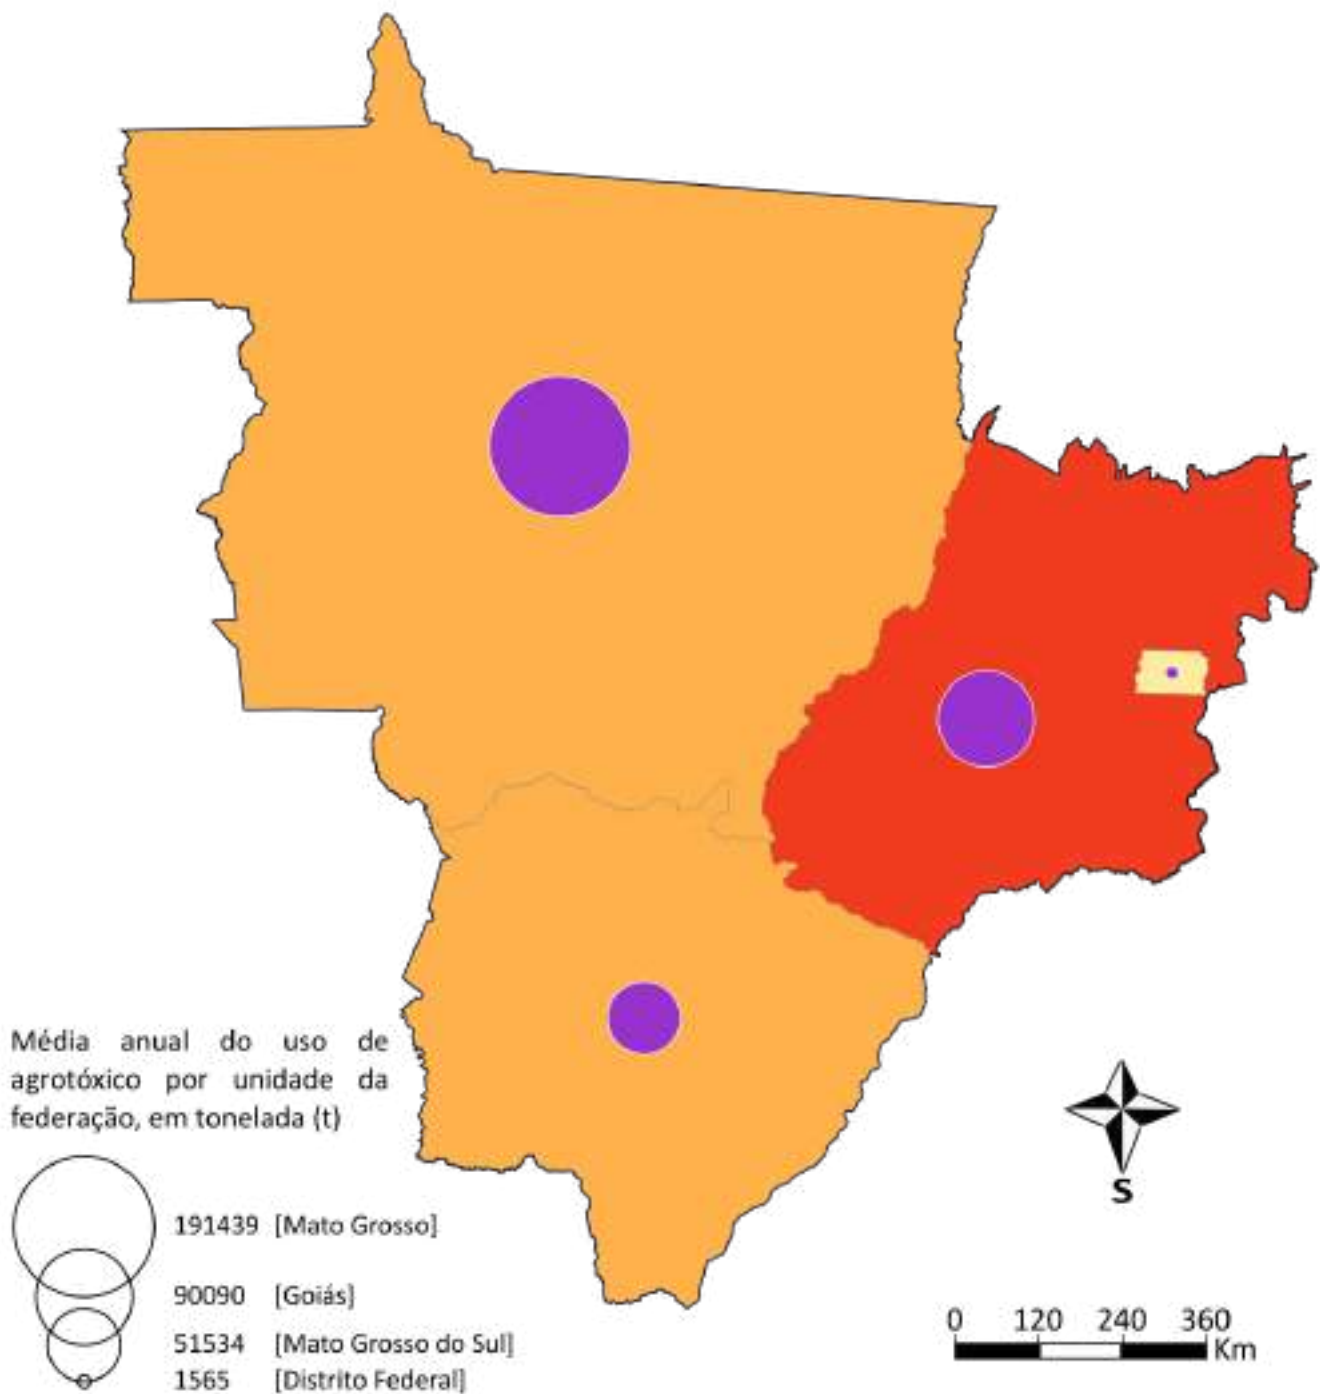 Média anual do uso de
agrotóxico por unidade da
federação, em tonelada (t)
191439 [Mato Grosso]
90090 [Goiás]
51534 [Mato Grosso do Sul]
1565 [Distrito Federal]
S
0 120 240 360
Km